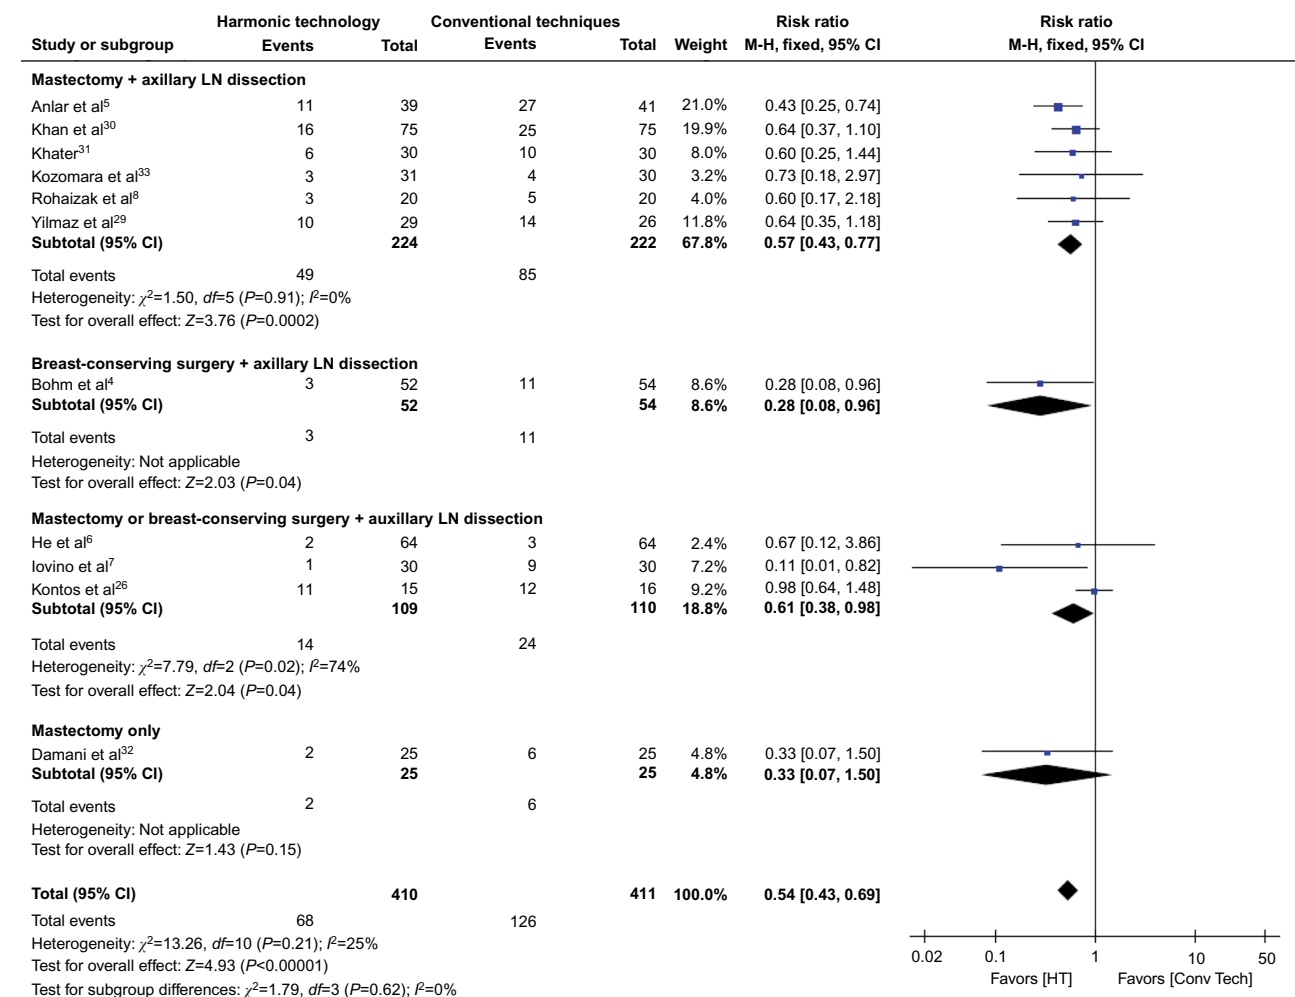 Harmonic technology Conventional techniques Risk ratio Risk ratio
Study or subgroup Events Total Events Total Weight M-H, fixed, 95% CI M-H, fixed, 95% CI
Mastectomy + axillary LN dissection
Anlar et al5 11 39 27 41 21.0% 0.43 [0.25, 0.74]
Khan et al30 16 75 25 75 19.9% 0.64 [0.37, 1.10]
Khater31 6 30 10 30 8.0% 0.60 [0.25, 1.44]
Kozomara et al33 3 31 4 30 3.2% 0.73 [0.18, 2.97]
Rohaizak et al8 3 20 5 20 4.0% 0.60 [0.17, 2.18]
Yilmaz et al29 10 29 14 26 11.8% 0.64 [0.35, 1.18]
Subtotal (95% CI) 224 222 67.8% 0.57 [0.43, 0.77]
Total events 49 85
Heterogeneity: χ2=1.50, df=5 (P=0.91); I2=0%
Test for overall effect: Z=3.76 (P=0.0002)
Breast-conserving surgery + axillary LN dissection
Bohm et al4 3 52 11 54 8.6% 0.28 [0.08, 0.96]
Subtotal (95% CI) 52 54 8.6% 0.28 [0.08, 0.96]
Total events 3 11
Heterogeneity: Not applicable
Test for overall effect: Z=2.03 (P=0.04)
Mastectomy or breast-conserving surgery + auxillary LN dissection
He et al6 2 64 3 64 2.4% 0.67 [0.12, 3.86]
Iovino et al7 1 30 9 30 7.2% 0.11 [0.01, 0.82]
Kontos et al26 11 15 12 16 9.2% 0.98 [0.64, 1.48]
Subtotal (95% CI) 109 110 18.8% 0.61 [0.38, 0.98]
Total events 14 24
Heterogeneity: χ2=7.79, df=2 (P=0.02); I2=74%
Test for overall effect: Z=2.04 (P=0.04)
Mastectomy only
Damani et al32 2 25 6 25 4.8% 0.33 [0.07, 1.50]
Subtotal (95% CI) 25 25 4.8% 0.33 [0.07, 1.50]
Total events 2 6
Heterogeneity: Not applicable
Test for overall effect: Z=1.43 (P=0.15)
Total (95% CI) 410 411 100.0% 0.54 [0.43, 0.69]
Total events 68 126
Heterogeneity: χ2=13.26, df=10 (P=0.21); I2=25%
Test for overall effect: Z=4.93 (P<0.00001)
Test for subgroup differences: χ2=1.79, df=3 (P=0.62); I2=0%
0.02 0.1 1 10 50
Favors [HT] Favors [Conv Tech]